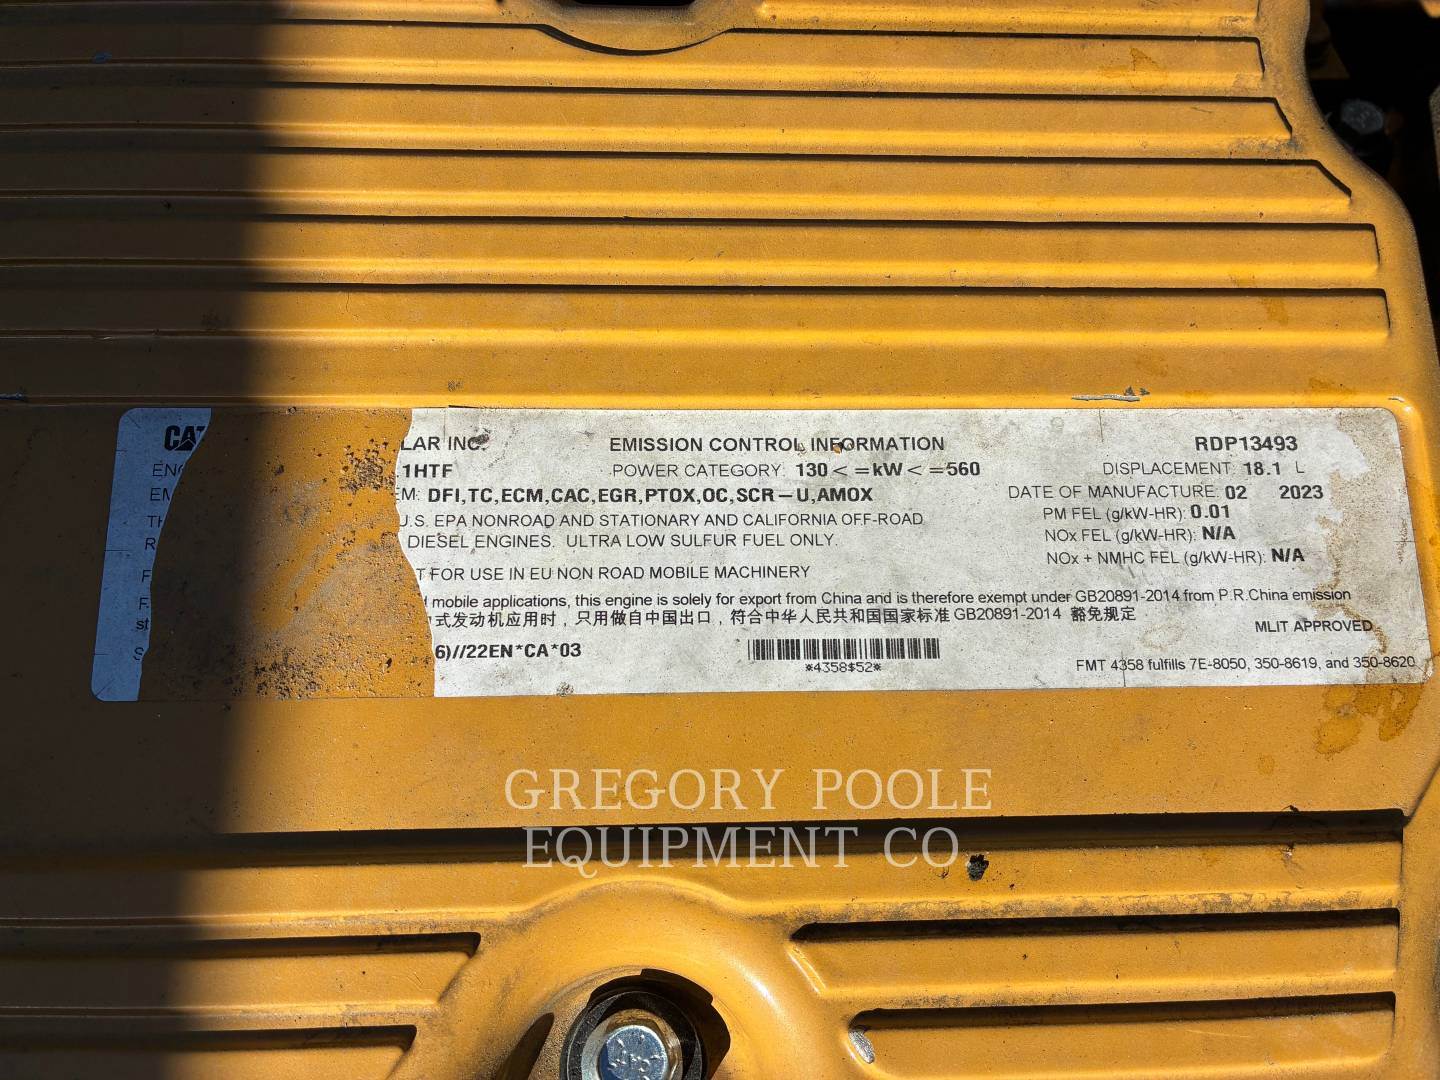 CAT LAR INC. EMISSION CONTROL INFORMATION RDP13493
EN 1HTF POWER CATEGORY: 130<=kW<=560 DISPLACEMENT: 18.1 L
EM M: DFI,TC,ECM,CAC,EGR,PTOX,OC,SCR-U,AMOX DATE OF MANUFACTURE: 02 2023
TH U.S. EPA NONROAD AND STATIONARY AND CALIFORNIA OFF-ROAD PM FEL (g/kW-HR): 0.01
R DIESEL ENGINES. ULTRA LOW SULFUR FUEL ONLY. NOx FEL (g/kW-HR): N/A
NOx + NMHC FEL (g/kW-HR): N/A
F T FOR USE IN EU NON ROAD MOBILE MACHINERY
F mobile applications, this engine is solely for export from China and is therefore exempt under GB20891-2014 from P.R.China emission
st 式发动机应用时，只用做自中国出口，符合中华人民共和国国家标准 GB20891-2014 豁免规定
MLIT APPROVED
S 6)//22EN*CA*03
*4358$52*
FMT 4358 fulfills 7E-8050, 350-8619, and 350-8620
GREGORY POOLE
EQUIPMENT CO